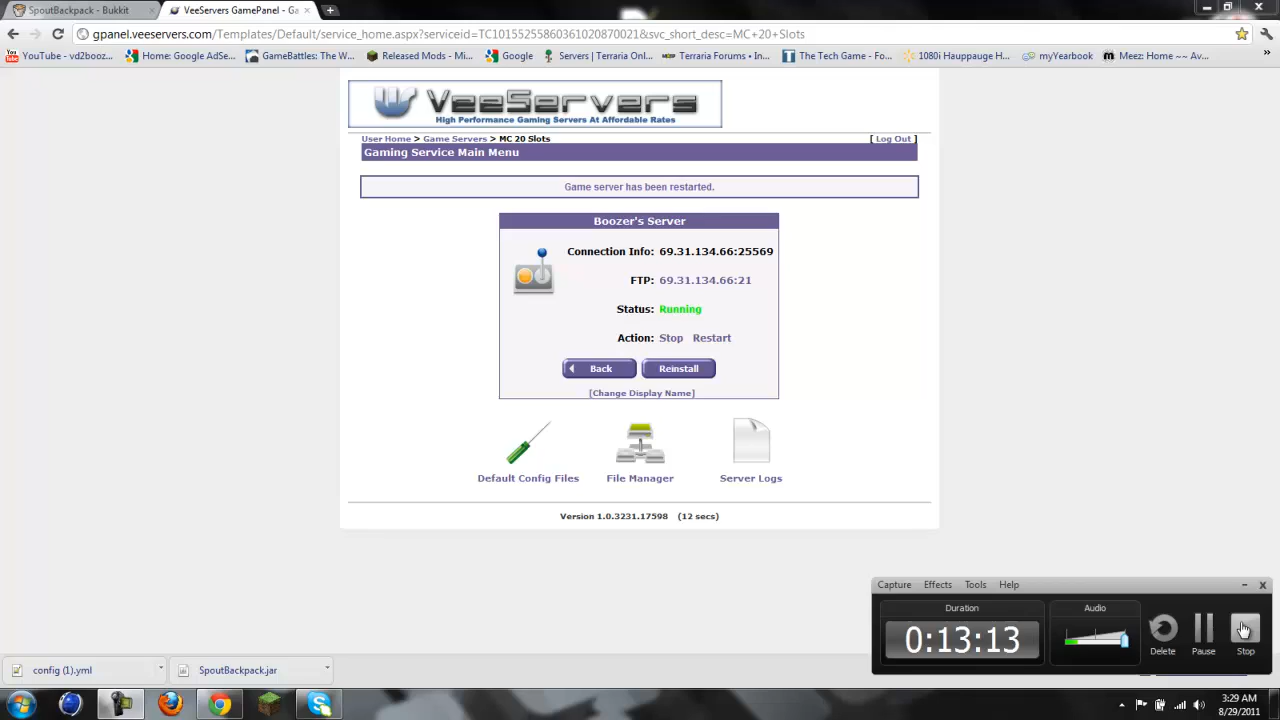 SpoutBackpack - Bukkit
VeeServers GamePanel - Ga
gpanel.veeservers.com/Templates/Default/service_home.aspx?serviceid=TC10155255860361020870021&svc_short_desc=MC+20+Slots
YouTube - vd2booz...
Home: Google AdSe...
GameBattles: The W...
Released Mods - Mi...
Google
Servers | Terraria Onl...
Terraria Forums • In...
The Tech Game - Fo...
1080i Hauppauge H...
myYearbook
Meez: Home ~~ Av...
»
VeeServers
High Performance Gaming Servers At Affordable Rates
User Home > Game Servers > MC 20 Slots
[ Log Out ]
Gaming Service Main Menu
Game server has been restarted.
Boozer's Server
Connection Info: 69.31.134.66:25569
FTP: 69.31.134.66:21
Status: Running
Action: Stop Restart
Back
Reinstall
[Change Display Name]
Default Config Files
File Manager
Server Logs
Version 1.0.3231.17598 (12 secs)
Capture Effects Tools Help
Duration
Audio
0:13:13
Delete
Pause
Stop
config (1).yml
SpoutBackpack.jar
3:29 AM
8/29/2011